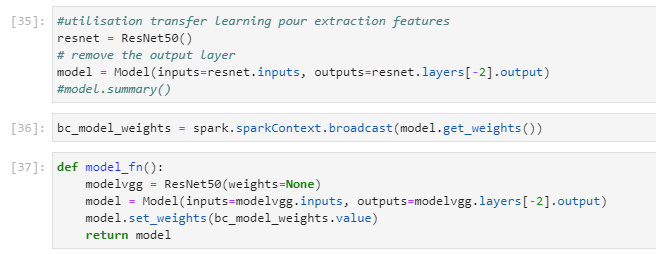 [35]: #utilisation transfer learning pour extraction features
resnet = ResNet50()
# remove the output layer
model = Model(inputs=resnet.inputs, outputs=resnet.layers[-2].output)
#model.summary()
[36]: bc_model_weights = spark.sparkContext.broadcast(model.get_weights())
[37]: def model_fn():
    modelvgg = ResNet50(weights=None)
    model = Model(inputs=modelvgg.inputs, outputs=modelvgg.layers[-2].output)
    model.set_weights(bc_model_weights.value)
    return model